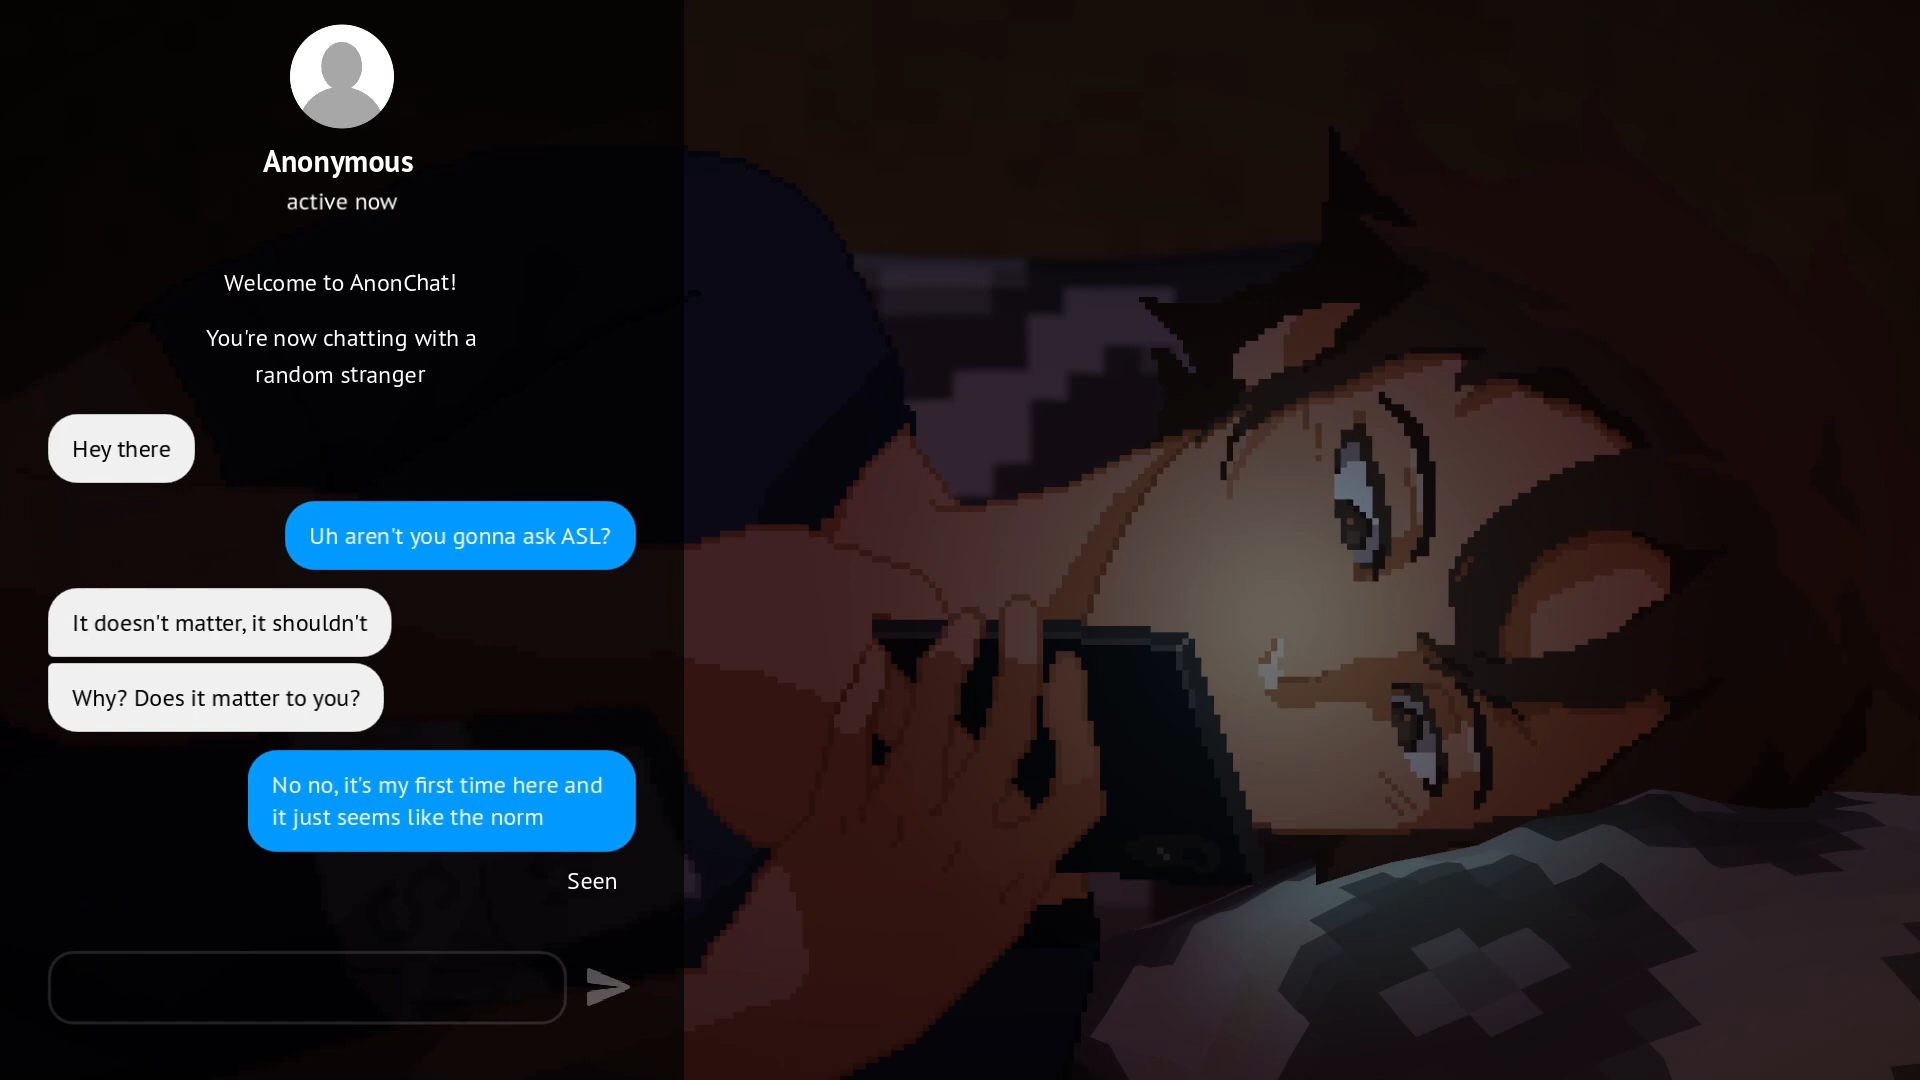 Anonymous
active now
Welcome to AnonChat!
You're now chatting with a
random stranger
Hey there
Uh aren't you gonna ask ASL?
It doesn't matter, it shouldn't
Why? Does it matter to you?
No no, it's my first time here and
it just seems like the norm
Seen